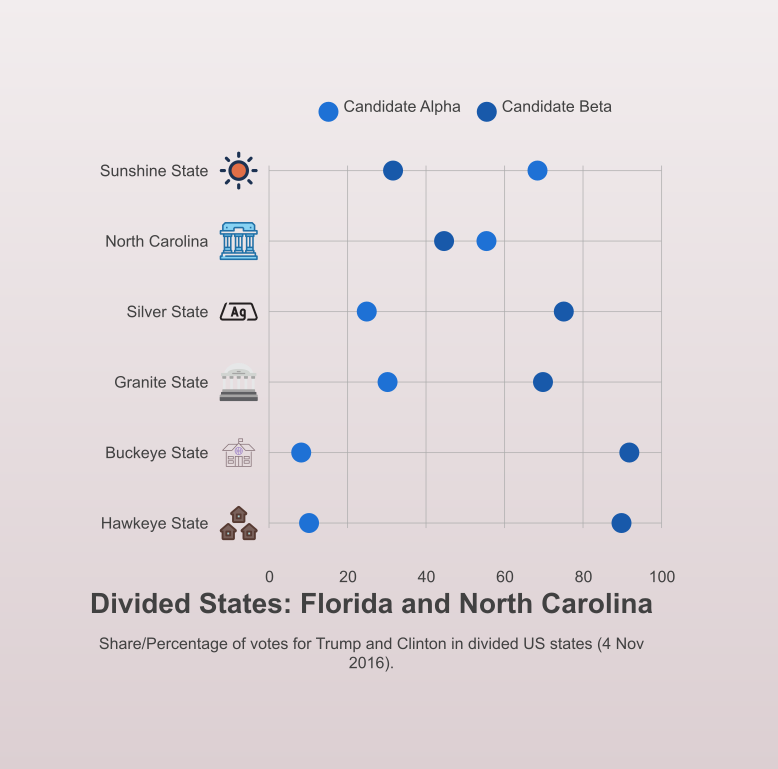 Candidate Alpha Candidate Beta
Sunshine State
North Carolina
Silver State Ag
Granite State
Buckeye State
Hawkeye State
0 20 40 60 80 100
Divided States: Florida and North Carolina
Share/Percentage of votes for Trump and Clinton in divided US states (4 Nov
2016).